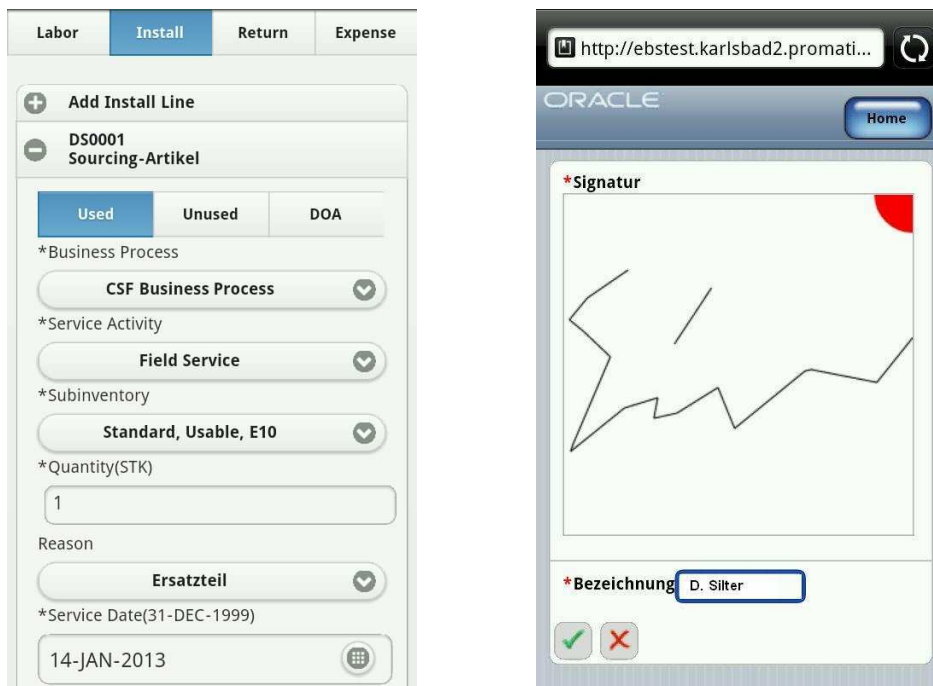 Labor Install Return Expense
Add Install Line
DS0001
Sourcing-Artikel
Used Unused DOA
*Business Process
CSF Business Process
*Service Activity
Field Service
*Subinventory
Standard, Usable, E10
*Quantity(STK)
1
Reason
Ersatzteil
*Service Date(31-DEC-1999)
14-JAN-2013
http://ebstest.karlsbad2.promati...
ORACLE
Home
*Signatur
*Bezeichnung D. Silter